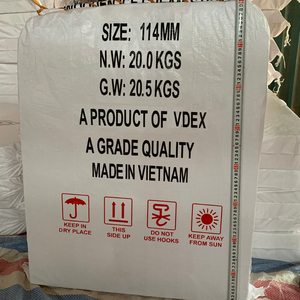 SIZE: 114MM
N.W: 20.0 KGS
G.W: 20.5 KGS
A PRODUCT OF VDEX
A GRADE QUALITY
MADE IN VIETNAM
KEEP IN
DRY PLACE
THIS
SIDE UP
DO NOT
USE HOOKS
KEEP AWAY
FROM SUN